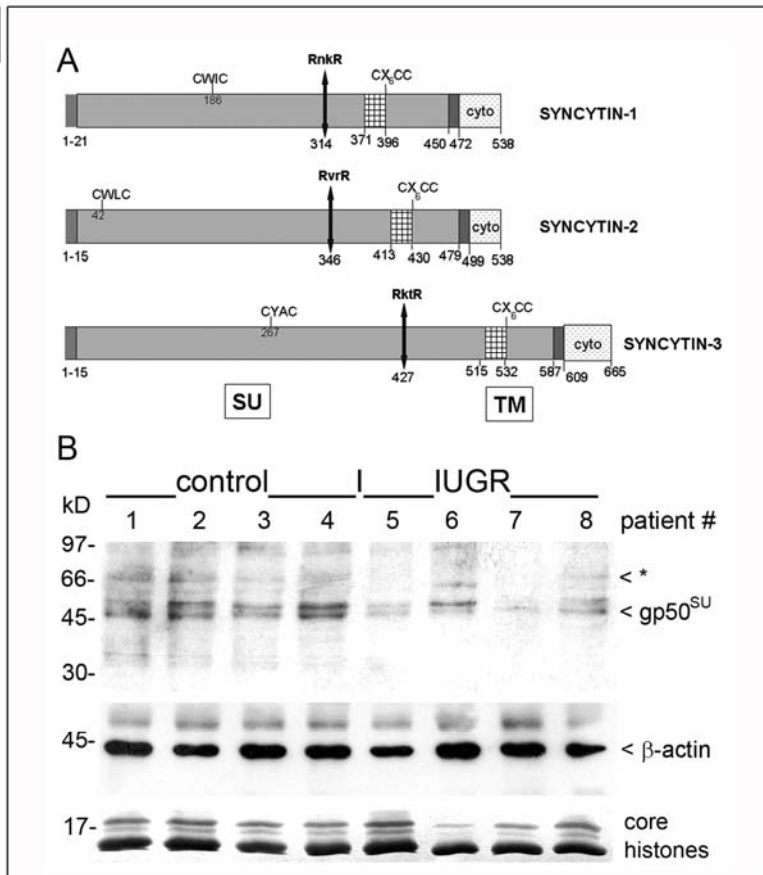 A
RnkR
CWIC
CX6CC
186
cyto
SYNCYTIN-1
1-21
314
371
396
450
472
538
RvrR
CWLC
CX6CC
42
cyto
SYNCYTIN-2
1-15
346
413
430
479
499
538
RktR
CYAC
CX6CC
267
cyto
SYNCYTIN-3
1-15
427
515
532
587
609
665
SU
TM
B
control
I
IUGR
kD
1 2 3 4 5 6 7 8 patient #
97-
66-
< *
45-
< gp50SU
30-
45-
< β-actin
17-
core
histones